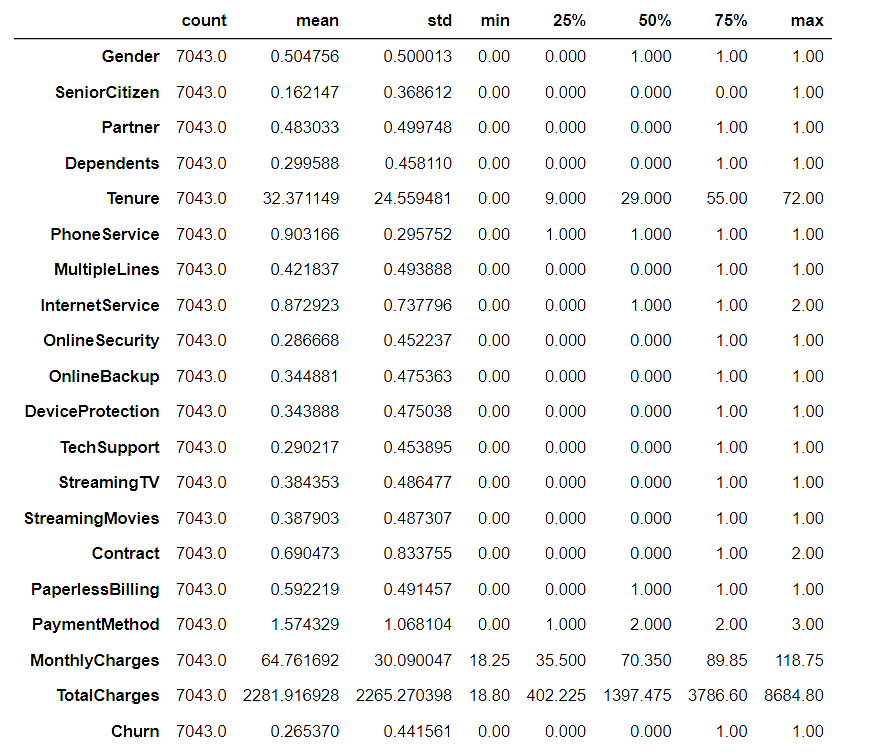 count mean std min 25% 50% 75% max
Gender 7043.0 0.504756 0.500013 0.00 0.000 1.000 1.00 1.00
SeniorCitizen 7043.0 0.162147 0.368612 0.00 0.000 0.000 0.00 1.00
Partner 7043.0 0.483033 0.499748 0.00 0.000 0.000 1.00 1.00
Dependents 7043.0 0.299588 0.458110 0.00 0.000 0.000 1.00 1.00
Tenure 7043.0 32.371149 24.559481 0.00 9.000 29.000 55.00 72.00
PhoneService 7043.0 0.903166 0.295752 0.00 1.000 1.000 1.00 1.00
MultipleLines 7043.0 0.421837 0.493888 0.00 0.000 0.000 1.00 1.00
InternetService 7043.0 0.872923 0.737796 0.00 0.000 1.000 1.00 2.00
OnlineSecurity 7043.0 0.286668 0.452237 0.00 0.000 0.000 1.00 1.00
OnlineBackup 7043.0 0.344881 0.475363 0.00 0.000 0.000 1.00 1.00
DeviceProtection 7043.0 0.343888 0.475038 0.00 0.000 0.000 1.00 1.00
TechSupport 7043.0 0.290217 0.453895 0.00 0.000 0.000 1.00 1.00
StreamingTV 7043.0 0.384353 0.486477 0.00 0.000 0.000 1.00 1.00
StreamingMovies 7043.0 0.387903 0.487307 0.00 0.000 0.000 1.00 1.00
Contract 7043.0 0.690473 0.833755 0.00 0.000 0.000 1.00 2.00
PaperlessBilling 7043.0 0.592219 0.491457 0.00 0.000 1.000 1.00 1.00
PaymentMethod 7043.0 1.574329 1.068104 0.00 1.000 2.000 2.00 3.00
MonthlyCharges 7043.0 64.761692 30.090047 18.25 35.500 70.350 89.85 118.75
TotalCharges 7043.0 2281.916928 2265.270398 18.80 402.225 1397.475 3786.60 8684.80
Churn 7043.0 0.265370 0.441561 0.00 0.000 0.000 1.00 1.00